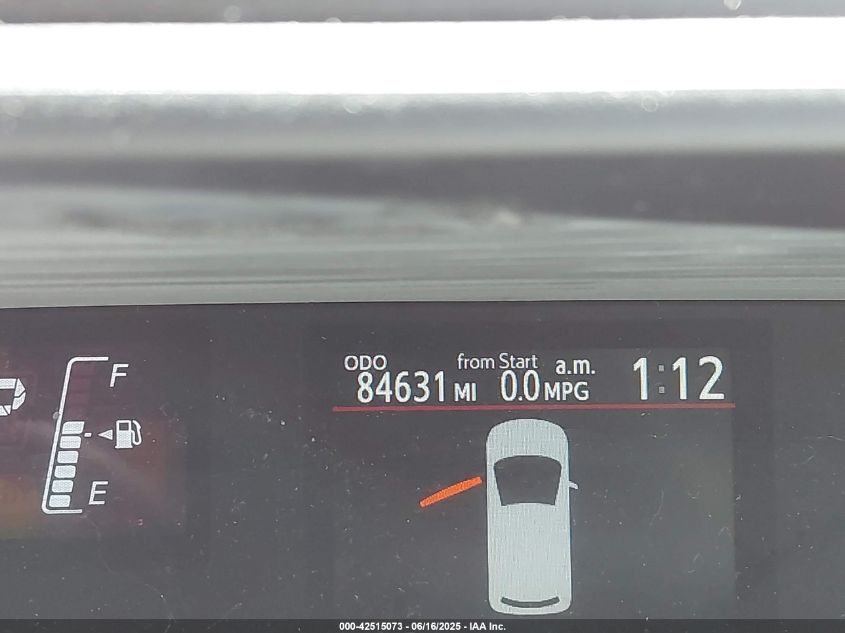 F
E
ODO from Start a.m.
84631 MI 0.0 MPG 1:12
000-42515073 - 06/16/2025 - IAA Inc.